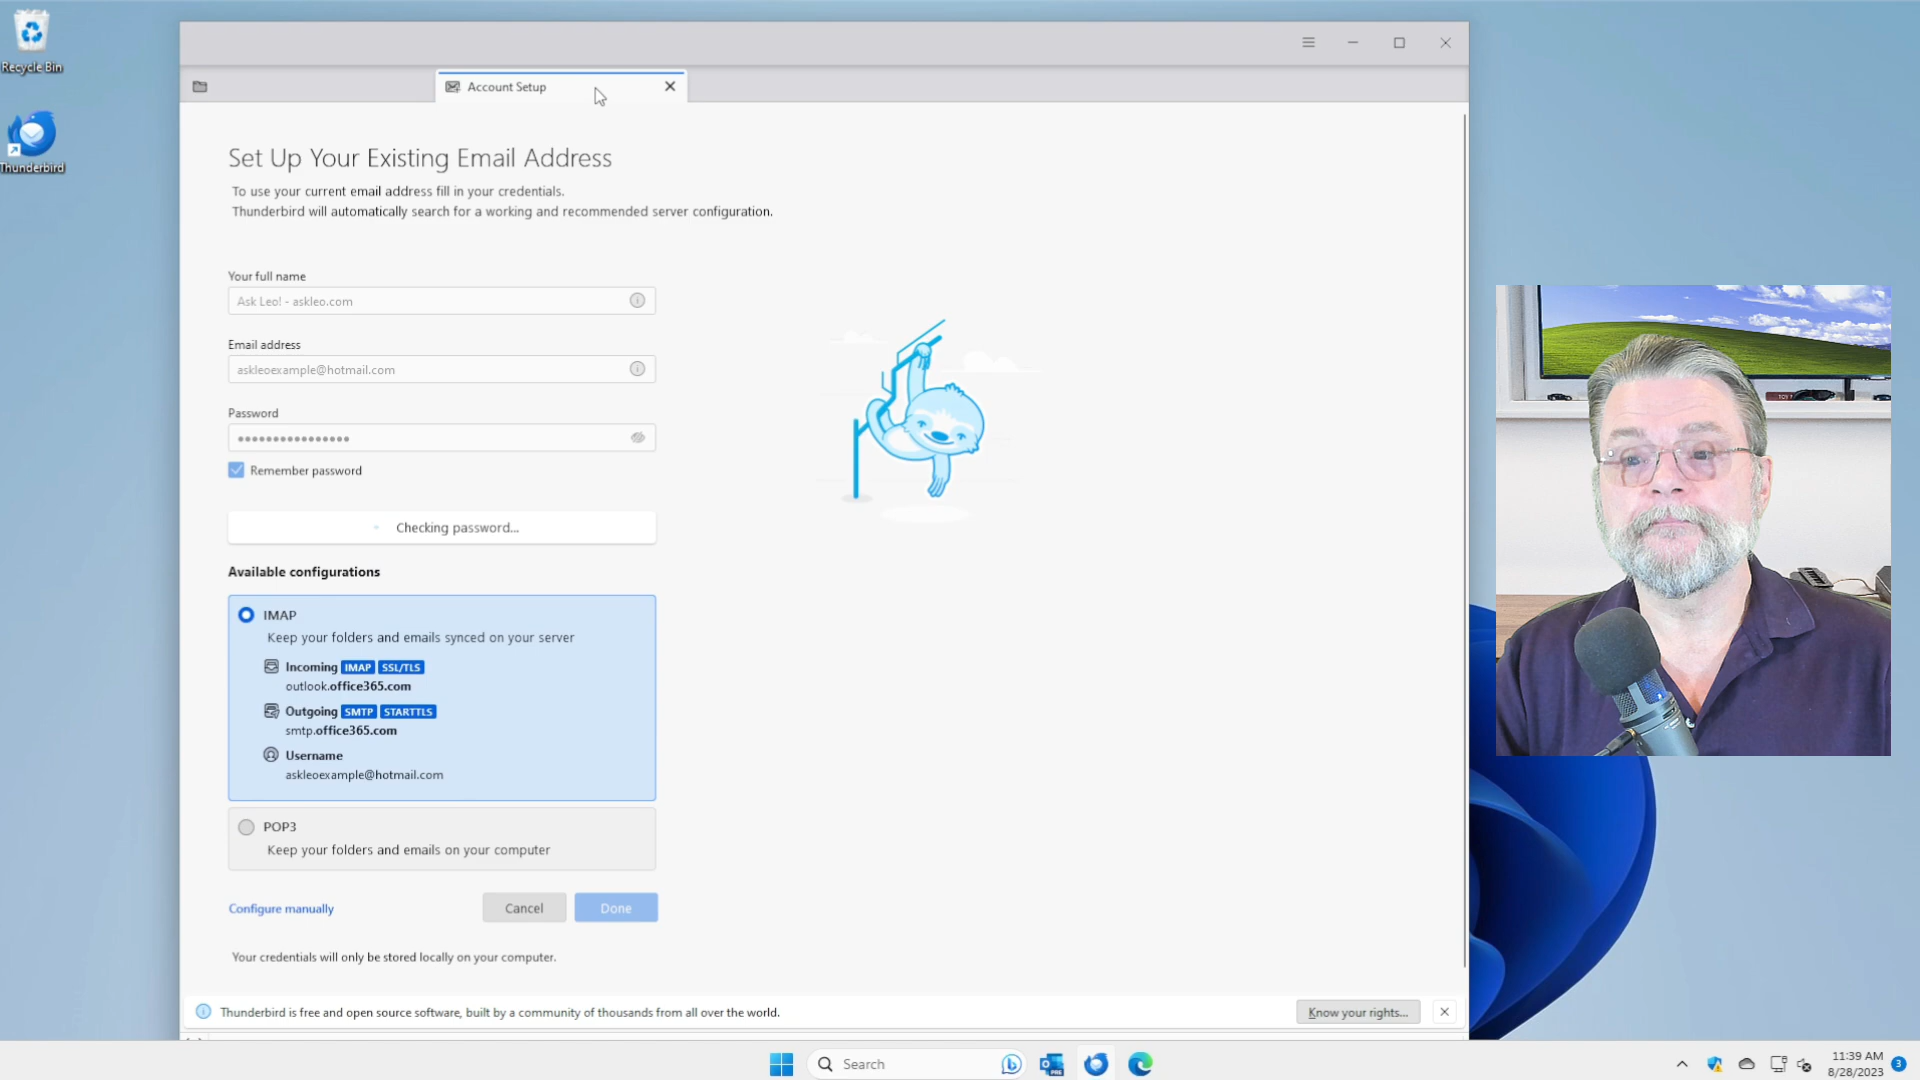 Recycle Bin
Thunderbird
Account Setup
Set Up Your Existing Email Address
To use your current email address fill in your credentials.
Thunderbird will automatically search for a working and recommended server configuration.
Your full name
Ask Leo! - askleo.com
Email address
askleoexample@hotmail.com
Password
Remember password
Checking password...
Available configurations
IMAP
Keep your folders and emails synced on your server
Incoming IMAP SSL/TLS
outlook.office365.com
Outgoing SMTP STARTTLS
smtp.office365.com
Username
askleoexample@hotmail.com
POP3
Keep your folders and emails on your computer
Configure manually
Cancel
Done
Your credentials will only be stored locally on your computer.
Thunderbird is free and open source software, built by a community of thousands from all over the world.
Know your rights...
Search
11:39 AM
8/28/2023
3